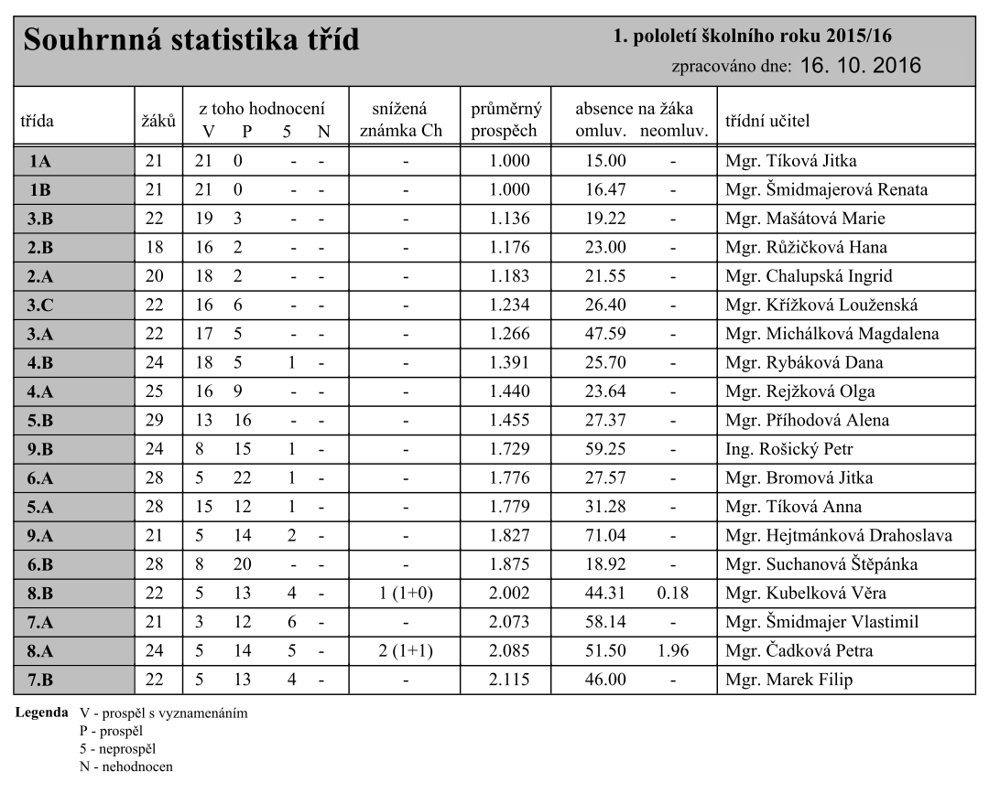 Souhrnná statistika tříd
1. pololetí školního roku 2015/16
zpracováno dne: 16. 10. 2016
třída žáků z toho hodnocení snížená průměrný absence na žáka třídní učitel
V P 5 N známka Ch prospěch omluv. neomluv.
1A 21 21 0 - - - 1.000 15.00 - Mgr. Tíková Jitka
1B 21 21 0 - - - 1.000 16.47 - Mgr. Šmidmajerová Renata
3.B 22 19 3 - - - 1.136 19.22 - Mgr. Mašátová Marie
2.B 18 16 2 - - - 1.176 23.00 - Mgr. Růžičková Hana
2.A 20 18 2 - - - 1.183 21.55 - Mgr. Chalupská Ingrid
3.C 22 16 6 - - - 1.234 26.40 - Mgr. Křížková Louženská
3.A 22 17 5 - - - 1.266 47.59 - Mgr. Michálková Magdalena
4.B 24 18 5 1 - - 1.391 25.70 - Mgr. Rybáková Dana
4.A 25 16 9 - - - 1.440 23.64 - Mgr. Rejžková Olga
5.B 29 13 16 - - - 1.455 27.37 - Mgr. Příhodová Alena
9.B 24 8 15 1 - - 1.729 59.25 - Ing. Rošický Petr
6.A 28 5 22 1 - - 1.776 27.57 - Mgr. Bromová Jitka
5.A 28 15 12 1 - - 1.779 31.28 - Mgr. Tíková Anna
9.A 21 5 14 2 - - 1.827 71.04 - Mgr. Hejtmánková Drahoslava
6.B 28 8 20 - - - 1.875 18.92 - Mgr. Suchanová Štěpánka
8.B 22 5 13 4 - 1 (1+0) 2.002 44.31 0.18 Mgr. Kubelková Věra
7.A 21 3 12 6 - - 2.073 58.14 - Mgr. Šmidmajer Vlastimil
8.A 24 5 14 5 - 2 (1+1) 2.085 51.50 1.96 Mgr. Čadková Petra
7.B 22 5 13 4 - - 2.115 46.00 - Mgr. Marek Filip
Legenda V - prospěl s vyznamenáním
P - prospěl
5 - neprospěl
N - nehodnocen